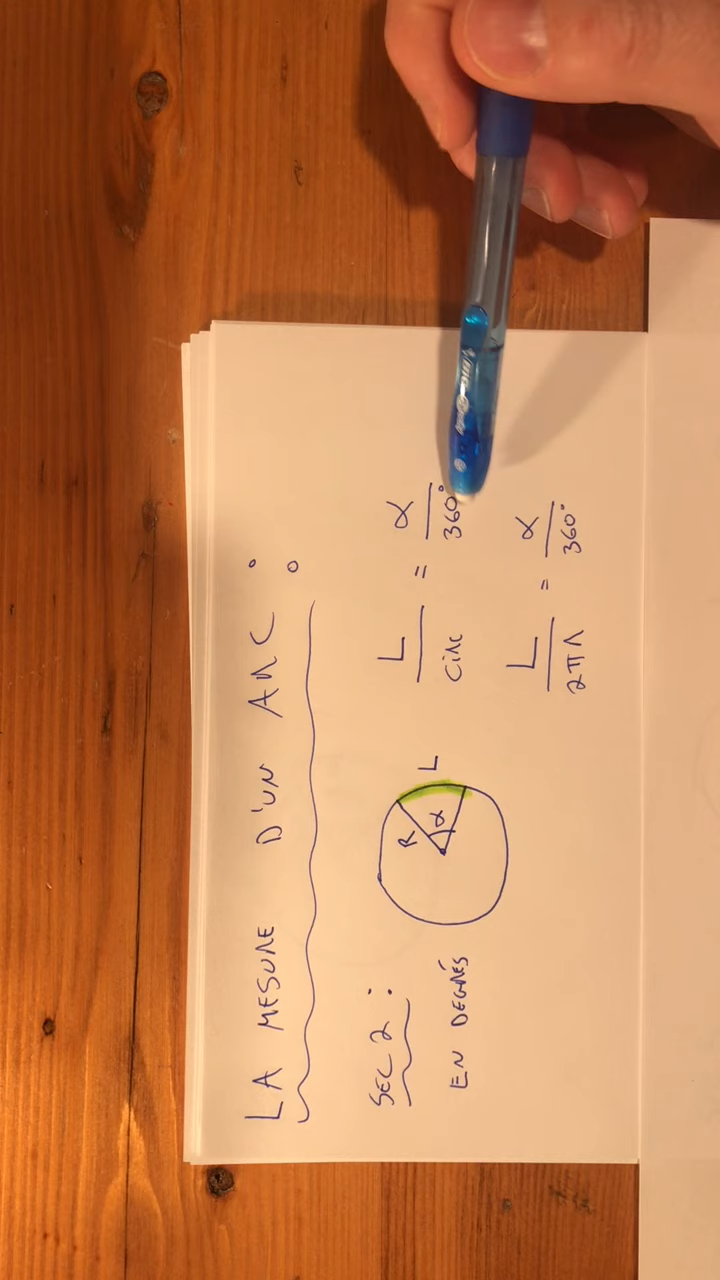 LA MESURE D'UN ARC :
SEC 2 :
EN DEGRÉS
R
α
L
L/CIRC = α/360°
L/2πr = α/360°